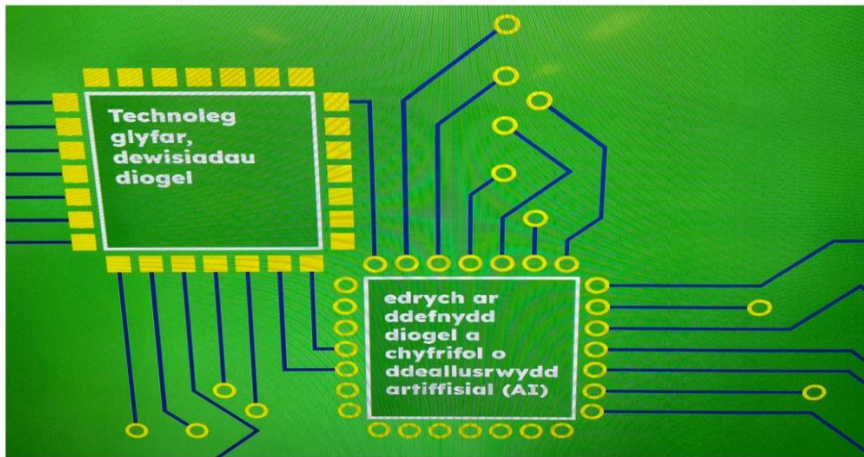 Technoleg
glyfar,
dewisiadau
diogel
edrych ar
ddefnydd
diogel a
chyfrifol o
ddeallusrwydd
artiffisial (AI)